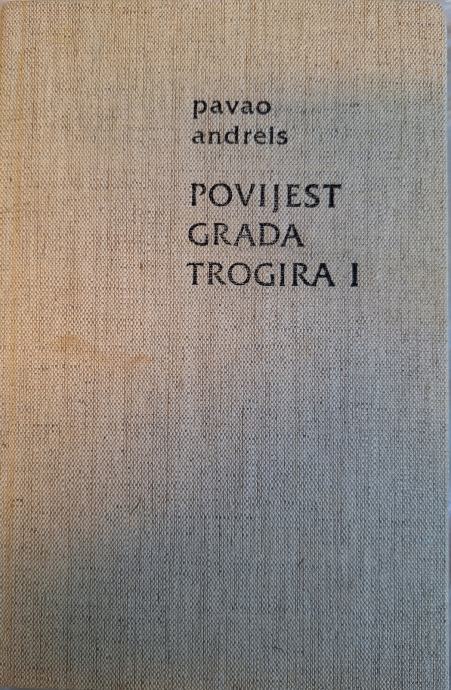 pavao
andreis
POVIJEST
GRADA
TROGIRA I